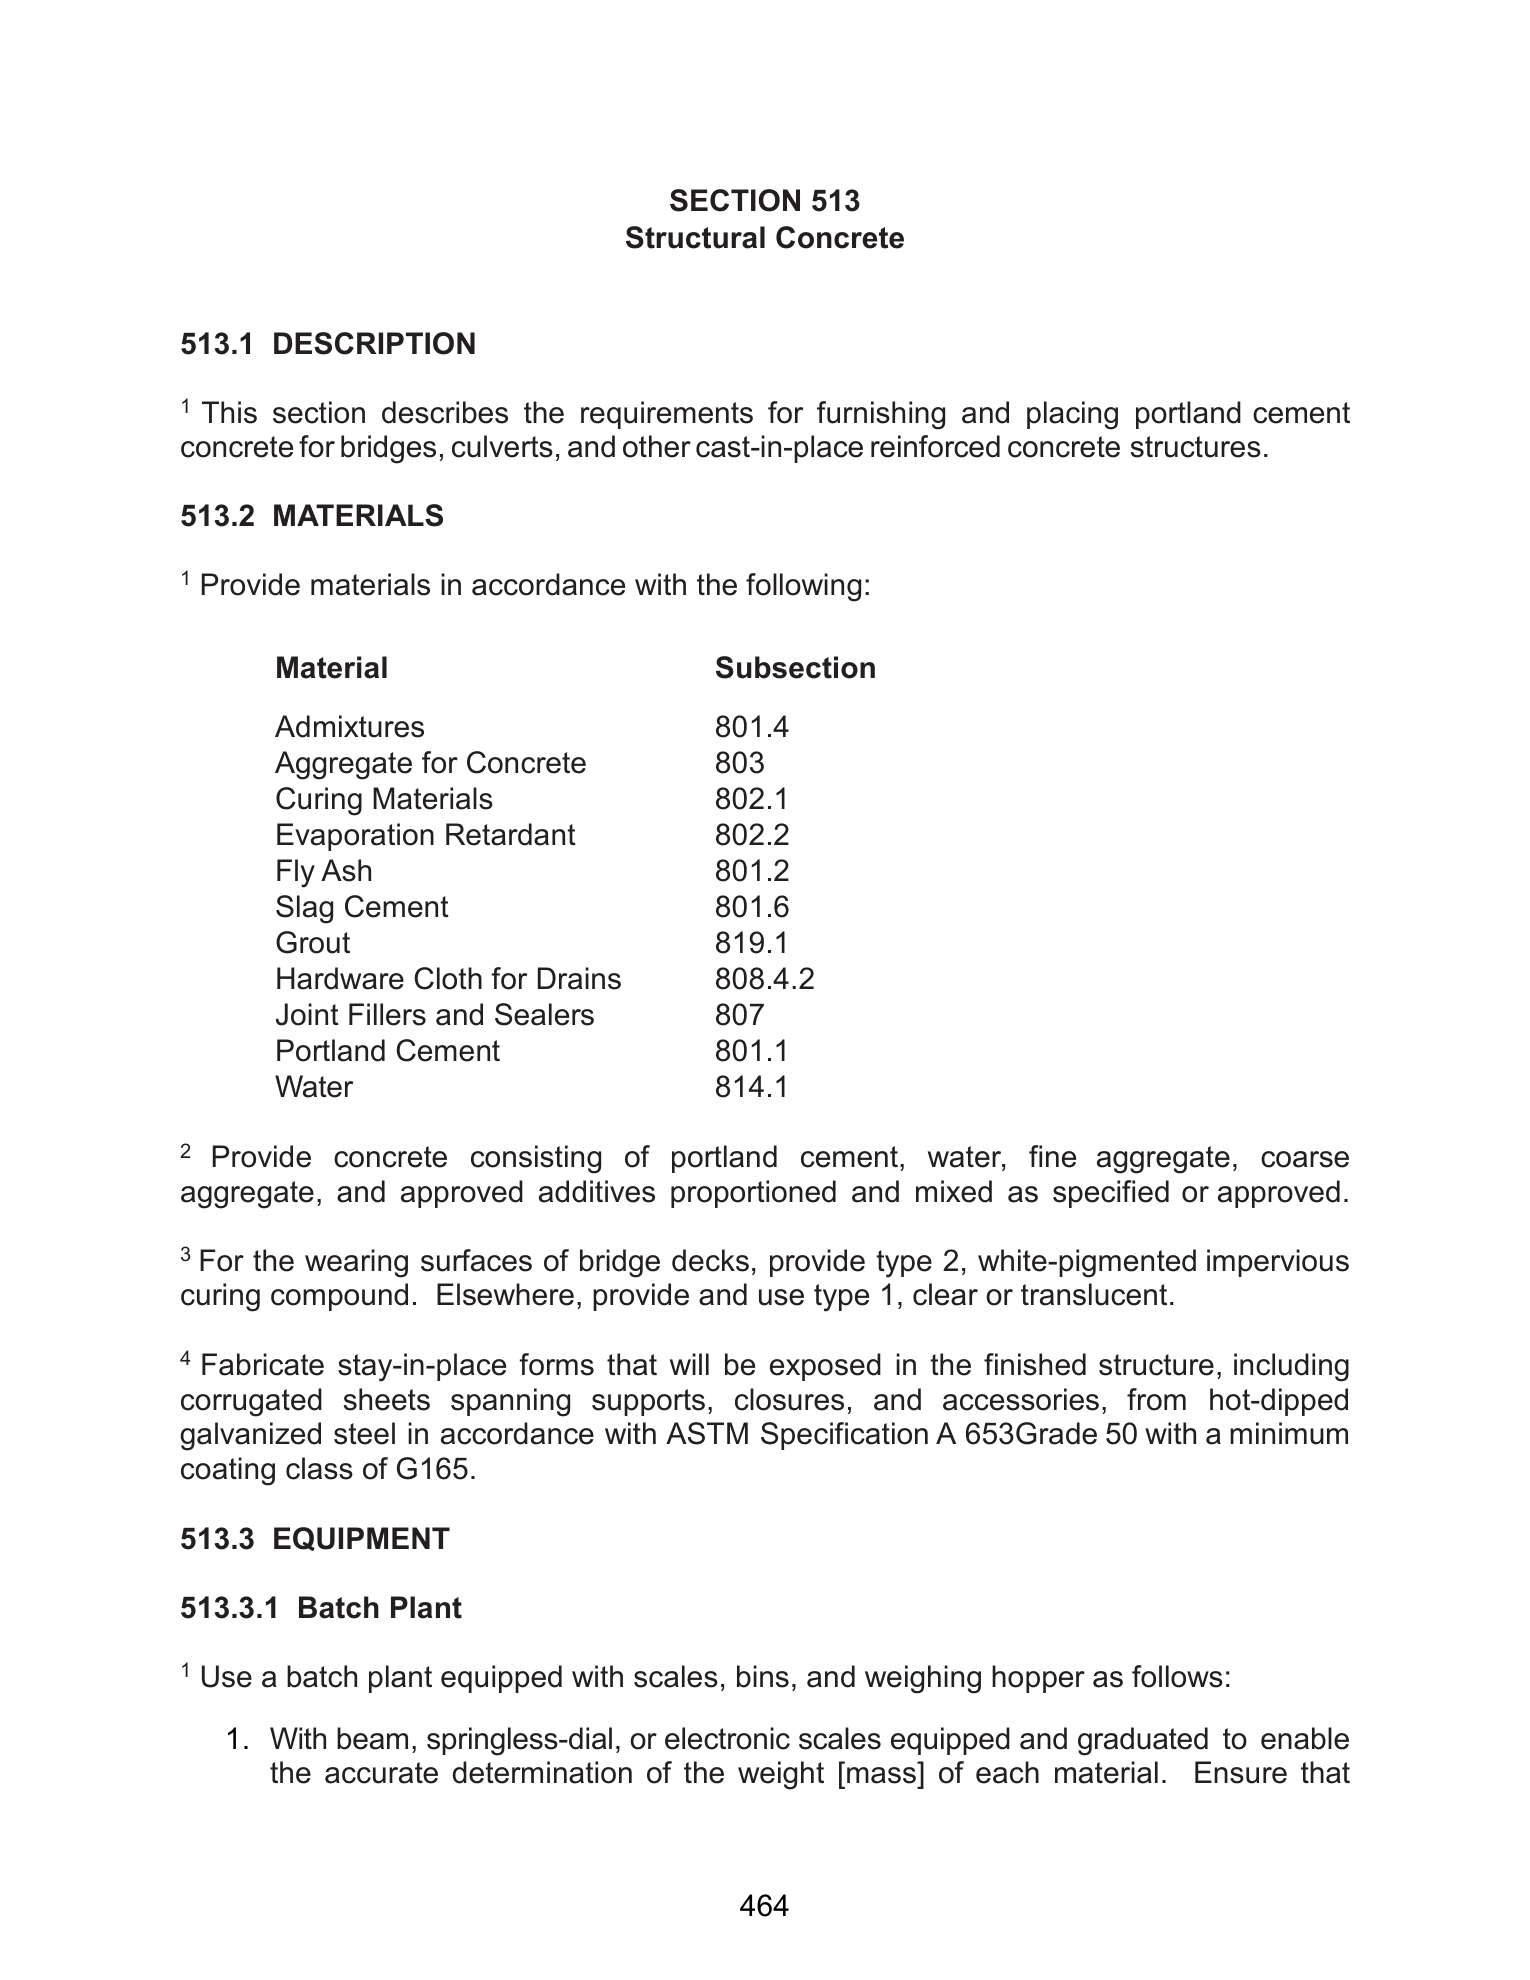 SECTION 513
Structural Concrete
513.1 DESCRIPTION
1 This section describes the requirements for furnishing and placing portland cement
concrete for bridges, culverts, and other cast-in-place reinforced concrete structures.
513.2 MATERIALS
1 Provide materials in accordance with the following:
Material Subsection
Admixtures 801.4
Aggregate for Concrete 803
Curing Materials 802.1
Evaporation Retardant 802.2
Fly Ash 801.2
Slag Cement 801.6
Grout 819.1
Hardware Cloth for Drains 808.4.2
Joint Fillers and Sealers 807
Portland Cement 801.1
Water 814.1
2 Provide concrete consisting of portland cement, water, fine aggregate, coarse
aggregate, and approved additives proportioned and mixed as specified or approved.
3 For the wearing surfaces of bridge decks, provide type 2, white-pigmented impervious
curing compound. Elsewhere, provide and use type 1, clear or translucent.
4 Fabricate stay-in-place forms that will be exposed in the finished structure, including
corrugated sheets spanning supports, closures, and accessories, from hot-dipped
galvanized steel in accordance with ASTM Specification A 653Grade 50 with a minimum
coating class of G165.
513.3 EQUIPMENT
513.3.1 Batch Plant
1 Use a batch plant equipped with scales, bins, and weighing hopper as follows:
1. With beam, springless-dial, or electronic scales equipped and graduated to enable
the accurate determination of the weight [mass] of each material. Ensure that
464